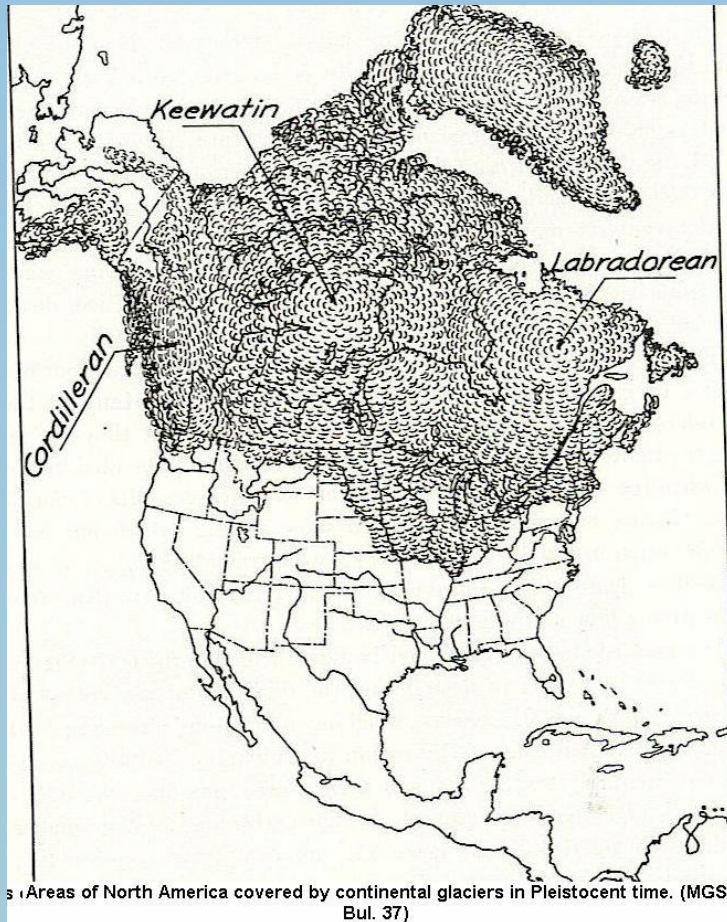 Keewatin
Labradorean
Cordilleran
Areas of North America covered by continental glaciers in Pleistocent time. (MGS
Bul. 37)